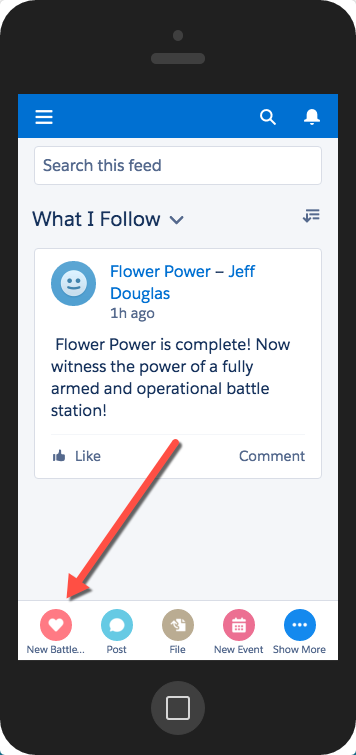 Search this feed
What I Follow
Flower Power – Jeff
Douglas
1h ago
Flower Power is complete! Now
witness the power of a fully
armed and operational battle
station!
Like Comment
New Battle... Post File New Event Show More